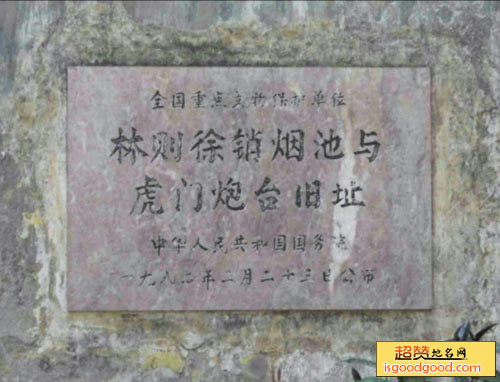 全国重点文物保护单位
林则徐销烟池与
虎门炮台旧址
中华人民共和国国务院
一九八二年二月二十三日公布
超赞地名网
isgoodgood.com